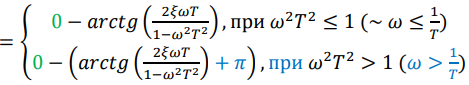 = { 0 − arctg (2ξωT / 1−ω²T²), при ω²T² ≤ 1 (~ ω ≤ 1/T)
0 − (arctg (2ξωT / 1−ω²T²) + π), при ω²T² > 1 (ω > 1/T)